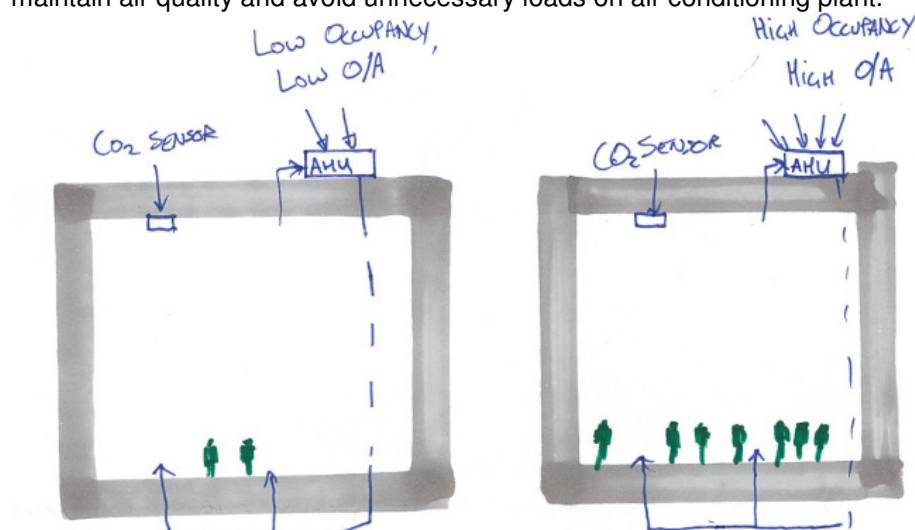 maintain air quality and avoid unnecessary loads on air conditioning plant.
LOW OCCUPANCY,
LOW O/A
CO2 SENSOR
AHU
HIGH OCCUPANCY
HIGH O/A
CO2 SENSOR
AHU